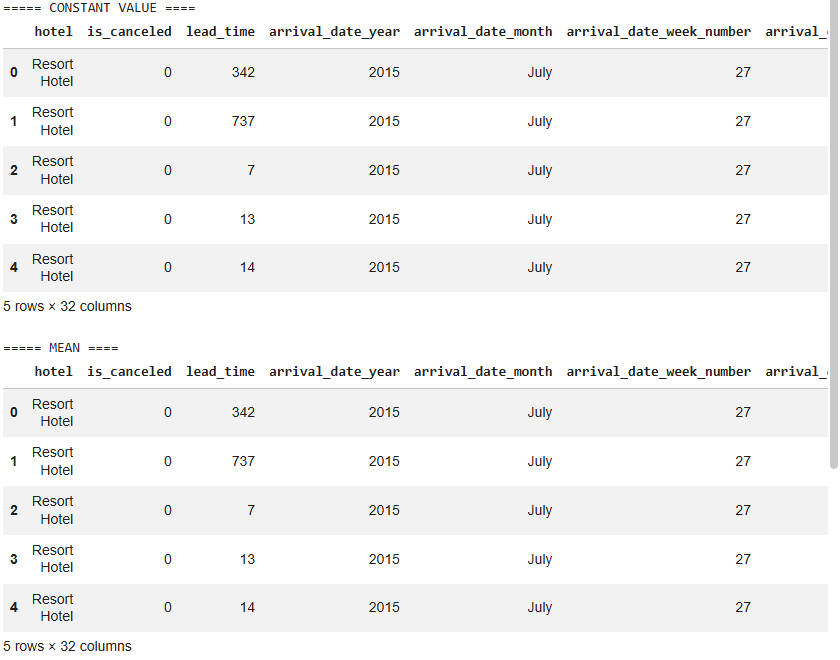 ===== CONSTANT VALUE ====
hotel is_canceled lead_time arrival_date_year arrival_date_month arrival_date_week_number arrival_
0 Resort Hotel 0 342 2015 July 27
1 Resort Hotel 0 737 2015 July 27
2 Resort Hotel 0 7 2015 July 27
3 Resort Hotel 0 13 2015 July 27
4 Resort Hotel 0 14 2015 July 27
5 rows × 32 columns
===== MEAN ====
hotel is_canceled lead_time arrival_date_year arrival_date_month arrival_date_week_number arrival_
0 Resort Hotel 0 342 2015 July 27
1 Resort Hotel 0 737 2015 July 27
2 Resort Hotel 0 7 2015 July 27
3 Resort Hotel 0 13 2015 July 27
4 Resort Hotel 0 14 2015 July 27
5 rows × 32 columns